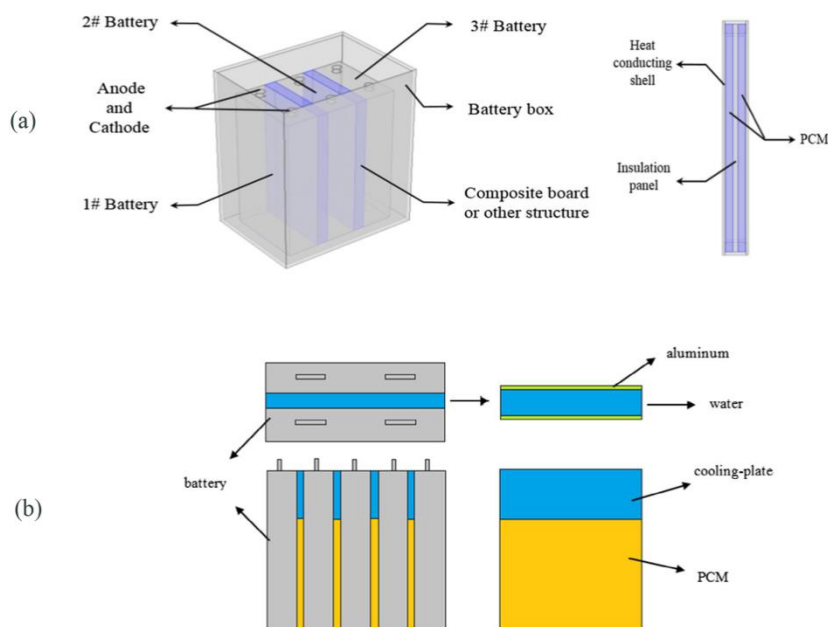 2# Battery
3# Battery
Anode
and
Cathode
Battery box
1# Battery
Composite board
or other structure
(a)
Heat
conducting
shell
PCM
Insulation
panel
aluminum
water
battery
cooling-plate
PCM
(b)